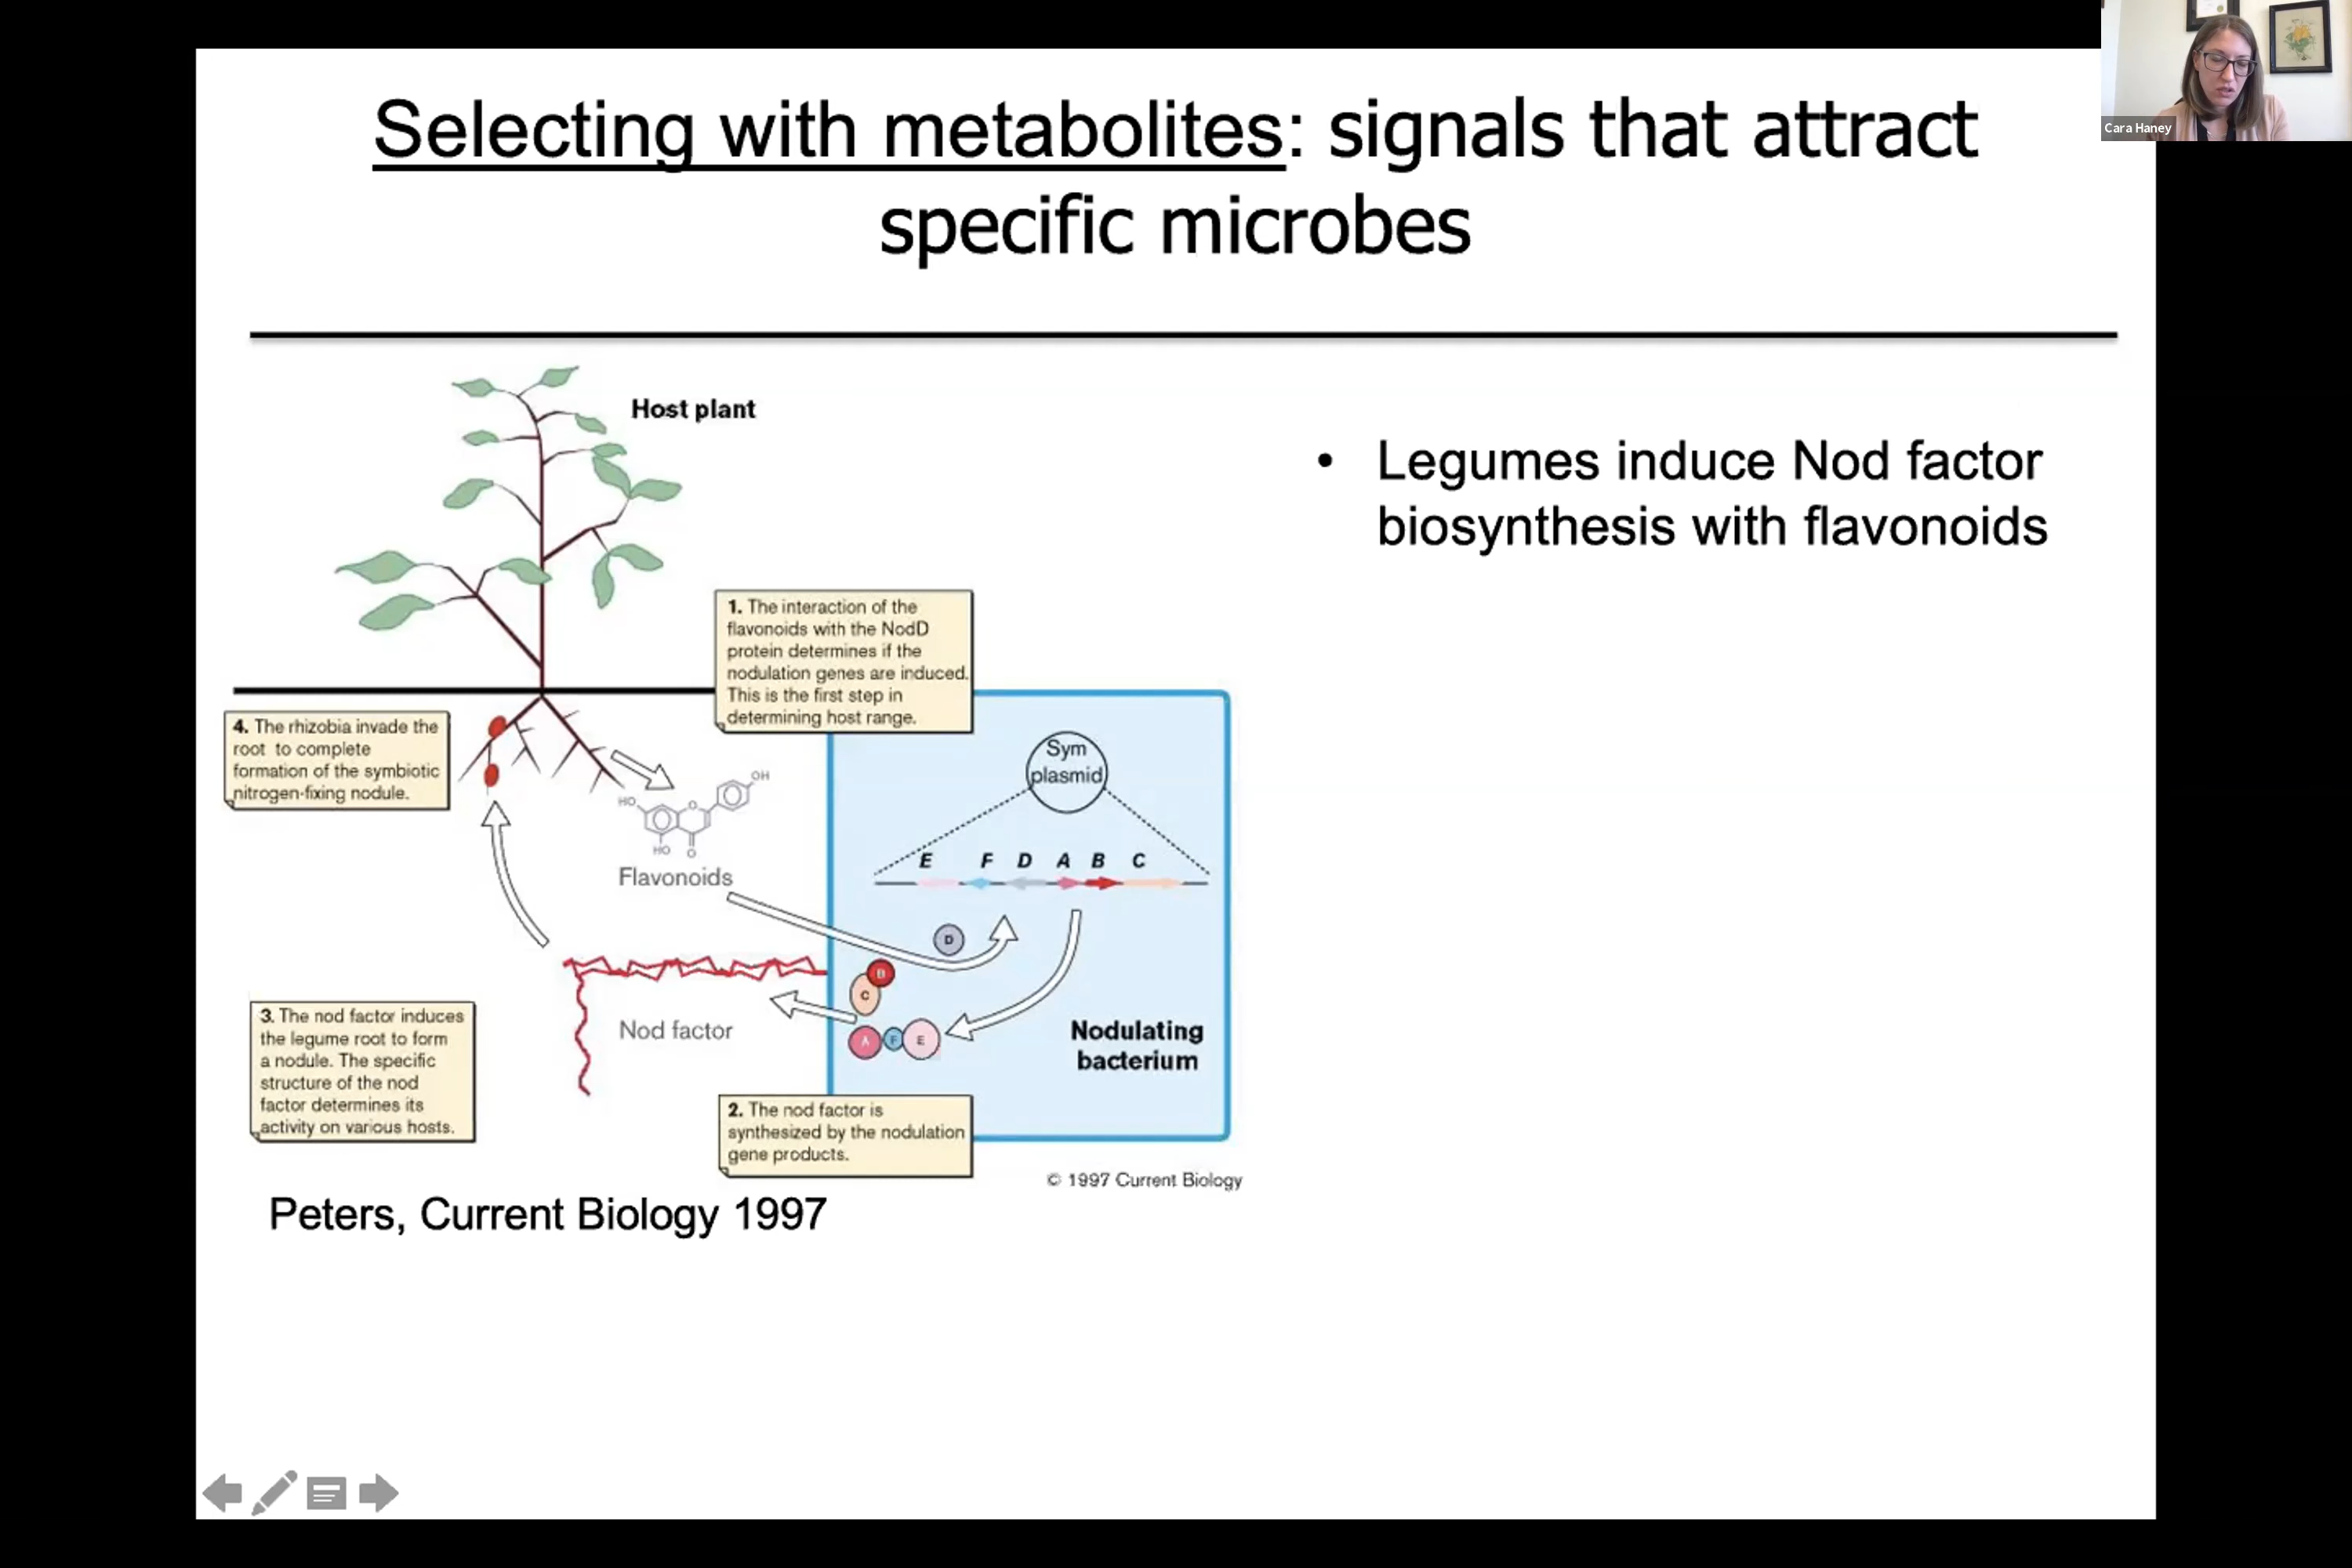 Selecting with metabolites: signals that attract
specific microbes
Cara Haney
Host plant
• Legumes induce Nod factor
biosynthesis with flavonoids
1. The interaction of the
flavonoids with the NodD
protein determines if the
nodulation genes are induced.
This is the first step in
determining host range.
4. The rhizobia invade the
root to complete
formation of the symbiotic
nitrogen-fixing nodule.
Sym
plasmid
OH
HO
O
HO
O
Flavonoids
E F D A B C
D
B
C
A F E
Nod factor
Nodulating
bacterium
3. The nod factor induces
the legume root to form
a nodule. The specific
structure of the nod
factor determines its
activity on various hosts.
2. The nod factor is
synthesized by the nodulation
gene products.
© 1997 Current Biology
Peters, Current Biology 1997